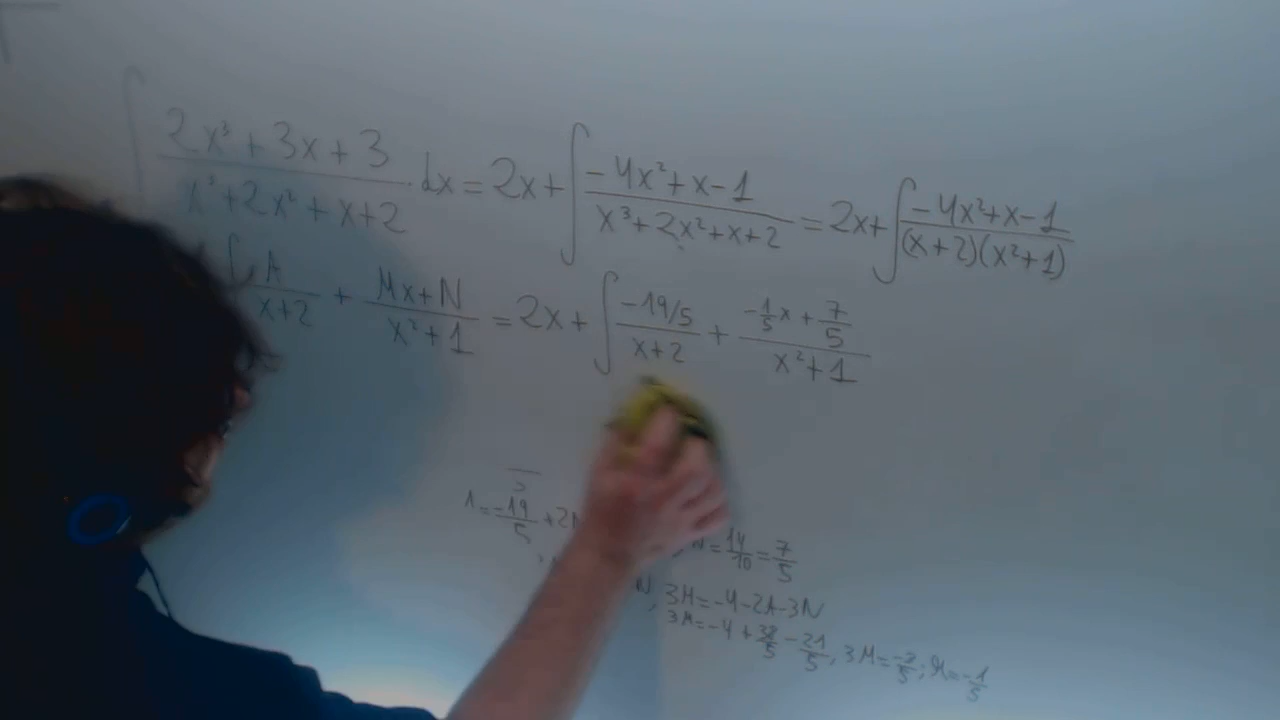 ∫ (2x³ + 3x + 3)/(x³ + 2x² + x + 2) dx = 2x + ∫ (-4x² + x - 1)/(x³ + 2x² + x + 2) = 2x + ∫ (-4x² + x - 1)/((x + 2)(x² + 1))
∫ A/(x + 2) + (Mx + N)/(x² + 1) = 2x + ∫ (-19/5)/(x + 2) + (-1/5 x + 7/5)/(x² + 1)
1 = -19/5 + 2N = 14/10 = 7/5
3M = -4 - 2A - 3N
3M = -4 + 38/5 - 21/5, 3M = -3/5; M = -1/5